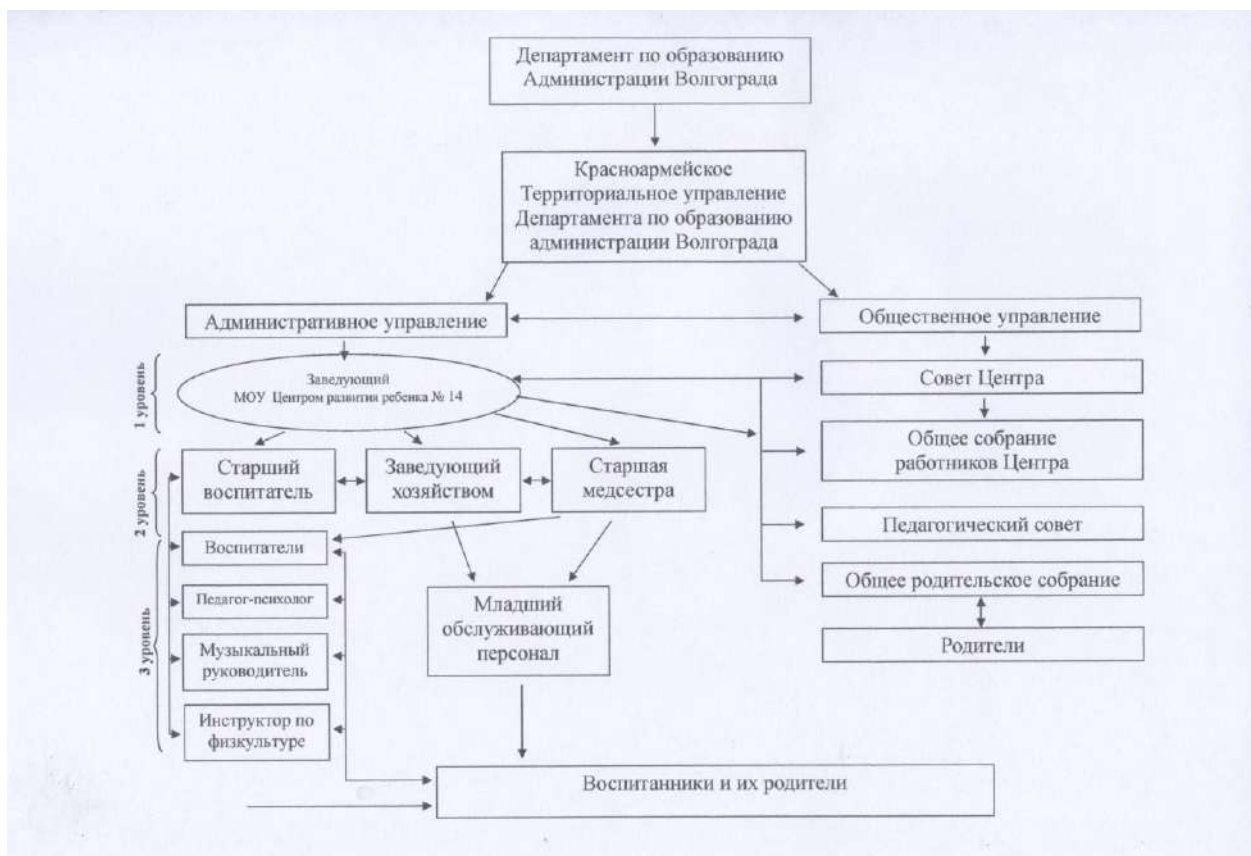 Департамент по образованию
Администрации Волгограда
Красноармейское
Территориальное управление
Департамента по образованию
администрации Волгограда
Административное управление
Общественное управление
1 уровень
Заведующий
МОУ Центром развития ребенка № 14
Совет Центра
Общее собрание
работников Центра
2 уровень
Старший
воспитатель
Заведующий
хозяйством
Старшая
медсестра
Педагогический совет
3 уровень
Воспитатели
Общее родительское собрание
Педагог-психолог
Младший
обслуживающий
персонал
Родители
Музыкальный
руководитель
Инструктор по
физкультуре
Воспитанники и их родители